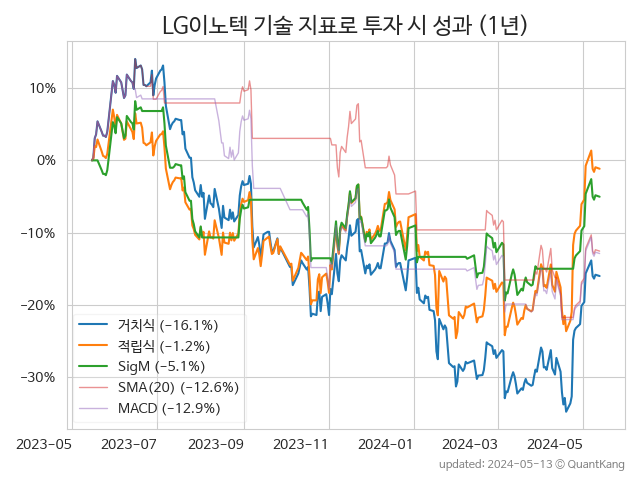 LG이노텍 기술 지표로 투자 시 성과 (1년)
10%
0%
−10%
−20%
−30%
거치식 (−16.1%)
적립식 (−1.2%)
SigM (−5.1%)
SMA(20) (−12.6%)
MACD (−12.9%)
2023-05 2023-07 2023-09 2023-11 2024-01 2024-03 2024-05
updated: 2024-05-13 © QuantKang